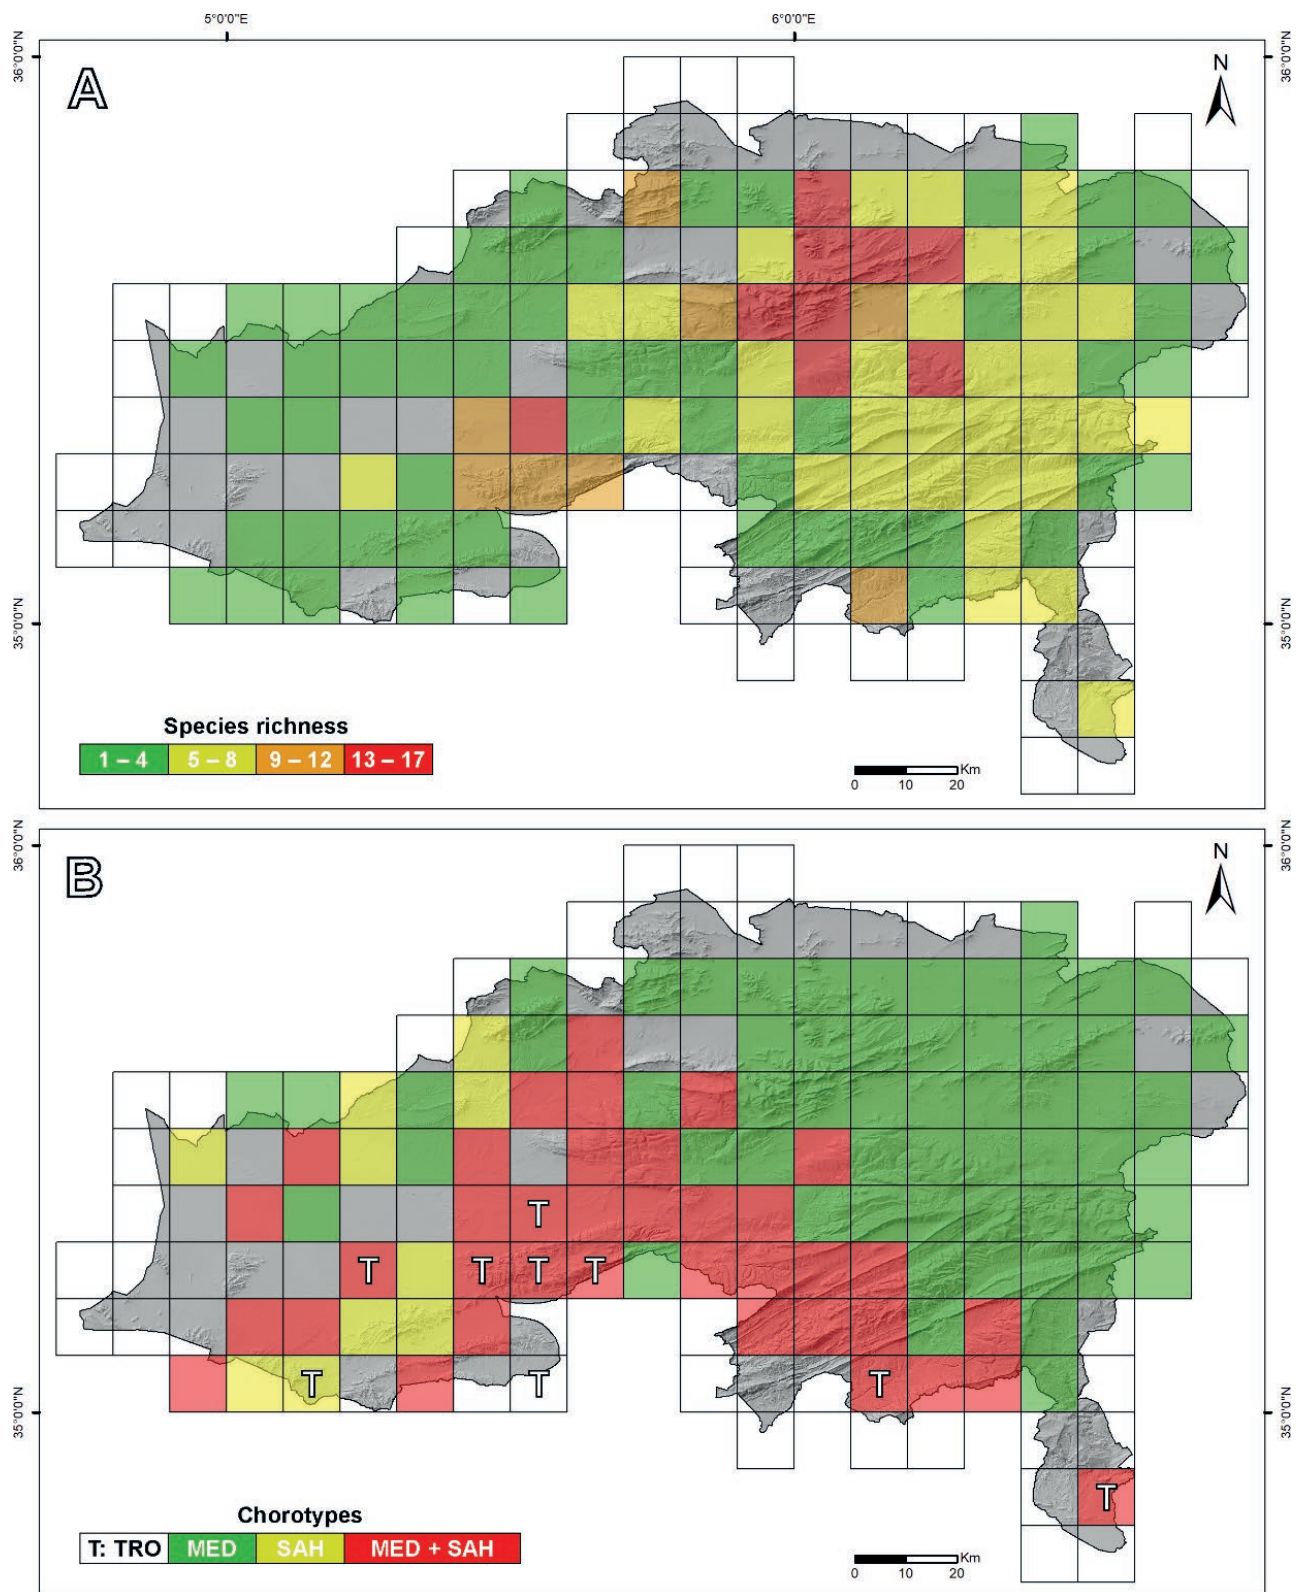 5°0'0"E 6°0'0"E
36°0'0"N 36°0'0"N
A
N
35°0'0"N 35°0'0"N
Species richness
1 – 4 5 – 8 9 – 12 13 – 17
Km
0 10 20
36°0'0"N 36°0'0"N
B
N
T
T T T T
T T T
35°0'0"N 35°0'0"N
T
Chorotypes
T: TRO MED SAH MED + SAH
Km
0 10 20